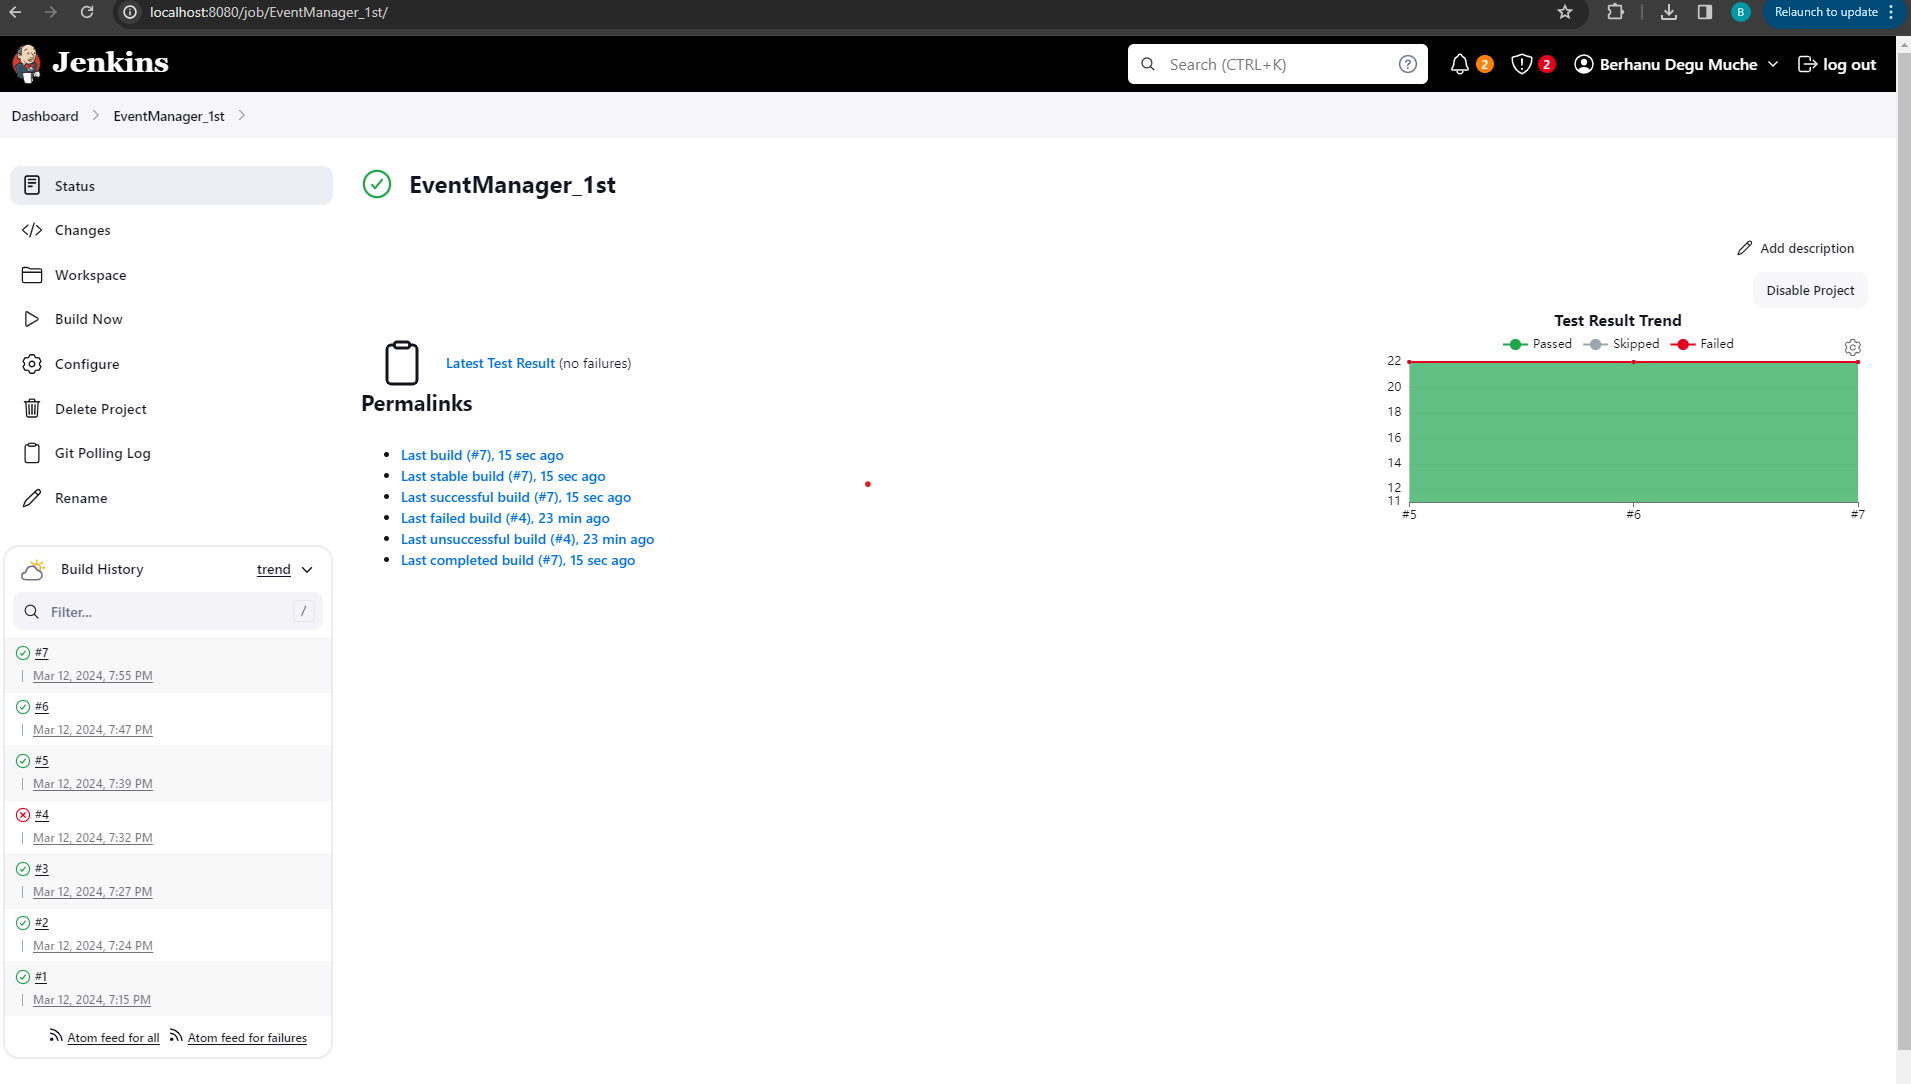 localhost:8080/job/EventManager_1st/
B
Relaunch to update
Jenkins
Search (CTRL+K)
2
2
Berhanu Degu Muche
log out
Dashboard
EventManager_1st
Status
Changes
Workspace
Build Now
Configure
Delete Project
Git Polling Log
Rename
Build History
trend
Filter...
/
#7
Mar 12, 2024, 7:55 PM
#6
Mar 12, 2024, 7:47 PM
#5
Mar 12, 2024, 7:39 PM
#4
Mar 12, 2024, 7:32 PM
#3
Mar 12, 2024, 7:27 PM
#2
Mar 12, 2024, 7:24 PM
#1
Mar 12, 2024, 7:15 PM
Atom feed for all
Atom feed for failures
EventManager_1st
Add description
Disable Project
Latest Test Result (no failures)
Permalinks
Last build (#7), 15 sec ago
Last stable build (#7), 15 sec ago
Last successful build (#7), 15 sec ago
Last failed build (#4), 23 min ago
Last unsuccessful build (#4), 23 min ago
Last completed build (#7), 15 sec ago
Test Result Trend
Passed Skipped Failed
22
20
18
16
14
12
11
#5 #6 #7